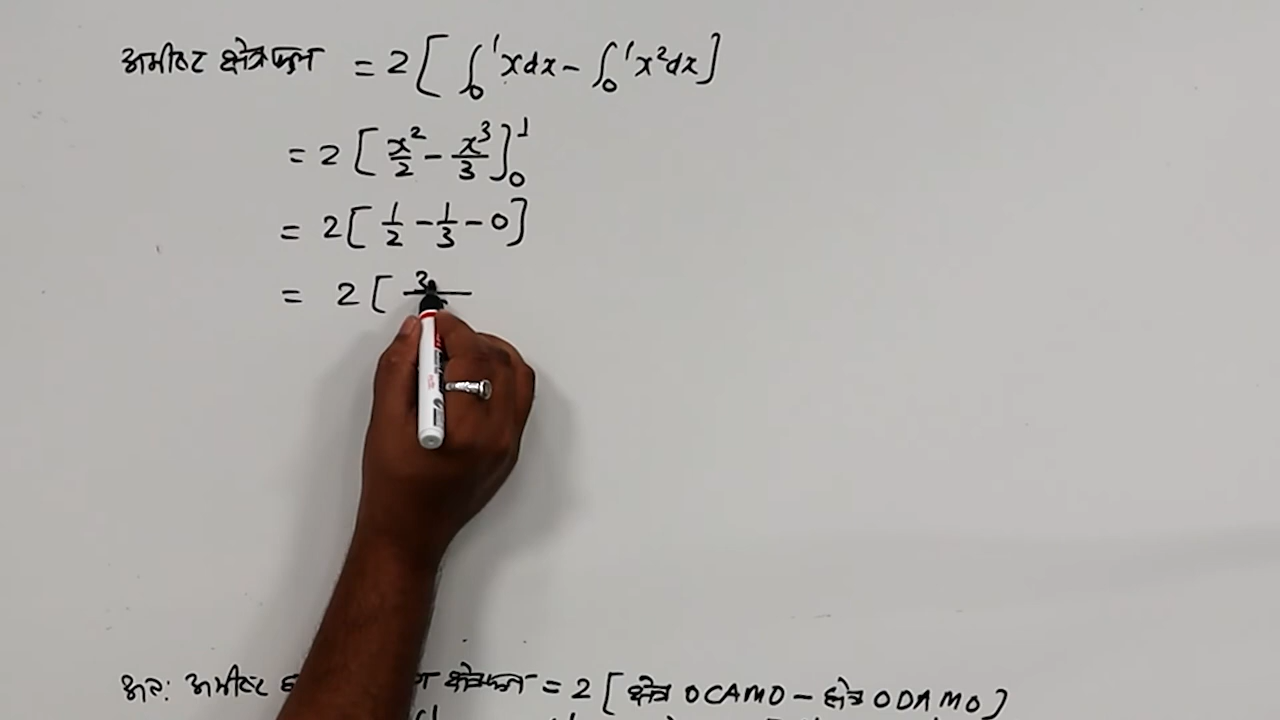 अभीष्ट क्षेत्रफल = 2 [ ∫₀¹ x dx − ∫₀¹ x² dx ]
= 2 [ x²/2 − x³/3 ]₀¹
= 2 [ 1/2 − 1/3 − 0 ]
= 2 [ 3
अतः अभीष्ट क्षेत्रफल = 2 [ क्षेत्र OCAMO − क्षेत्र ODAMO ]